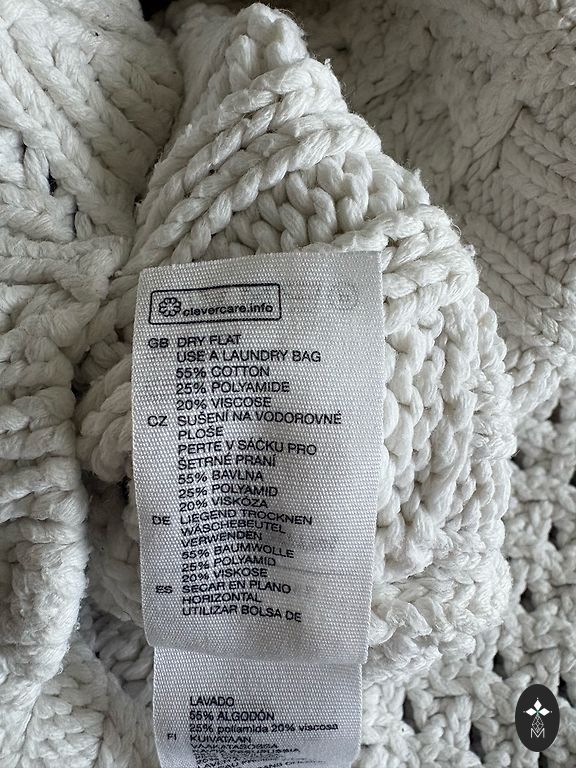 clevercare.info
GB DRY FLAT
USE A LAUNDRY BAG
55% COTTON
25% POLYAMIDE
20% VISCOSE
CZ SUŠENÍ NA VODOROVNÉ
PLOŠE
PERTE V SÁČKU PRO
ŠETRNÉ PRANÍ
55% BAVLNA
25% POLYAMID
20% VISKÓZA
DE LIEGEND TROCKNEN
WÄSCHEBEUTEL
VERWENDEN
55% BAUMWOLLE
25% POLYAMID
20% VISKOSE
ES SECAR EN PLANO
HORIZONTAL
UTILIZAR BOLSA DE
LAVADO
55% ALGODÓN
25% poliamida 20% viscosa
FI KUIVATAAN
VAAKATASOSSA
M